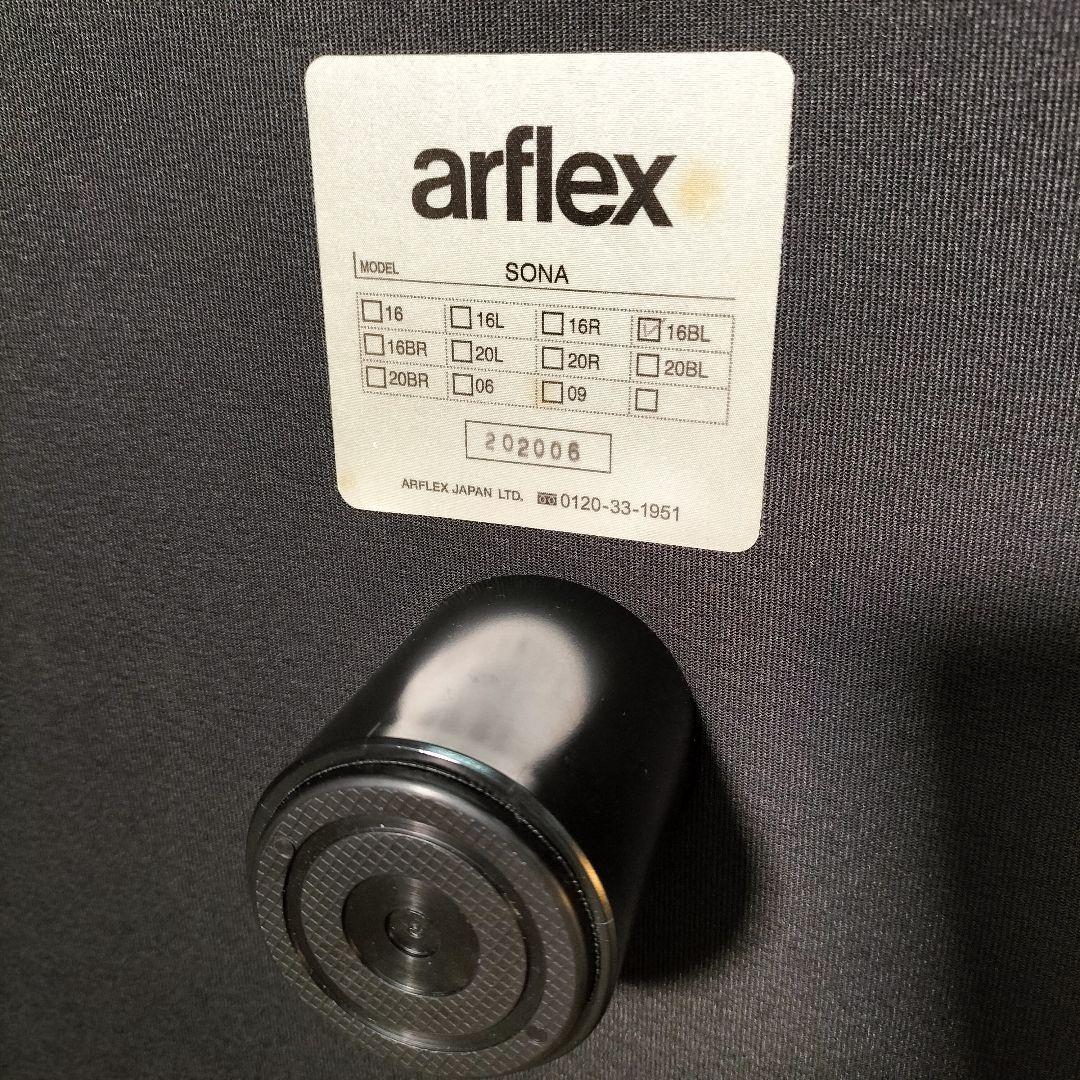 arflex
MODEL SONA
☐16 ☐16L ☐16R ☑16BL
☐16BR ☐20L ☐20R ☐20BL
☐20BR ☐06 ☐09 ☐
202006
ARFLEX JAPAN LTD. 0120-33-1951